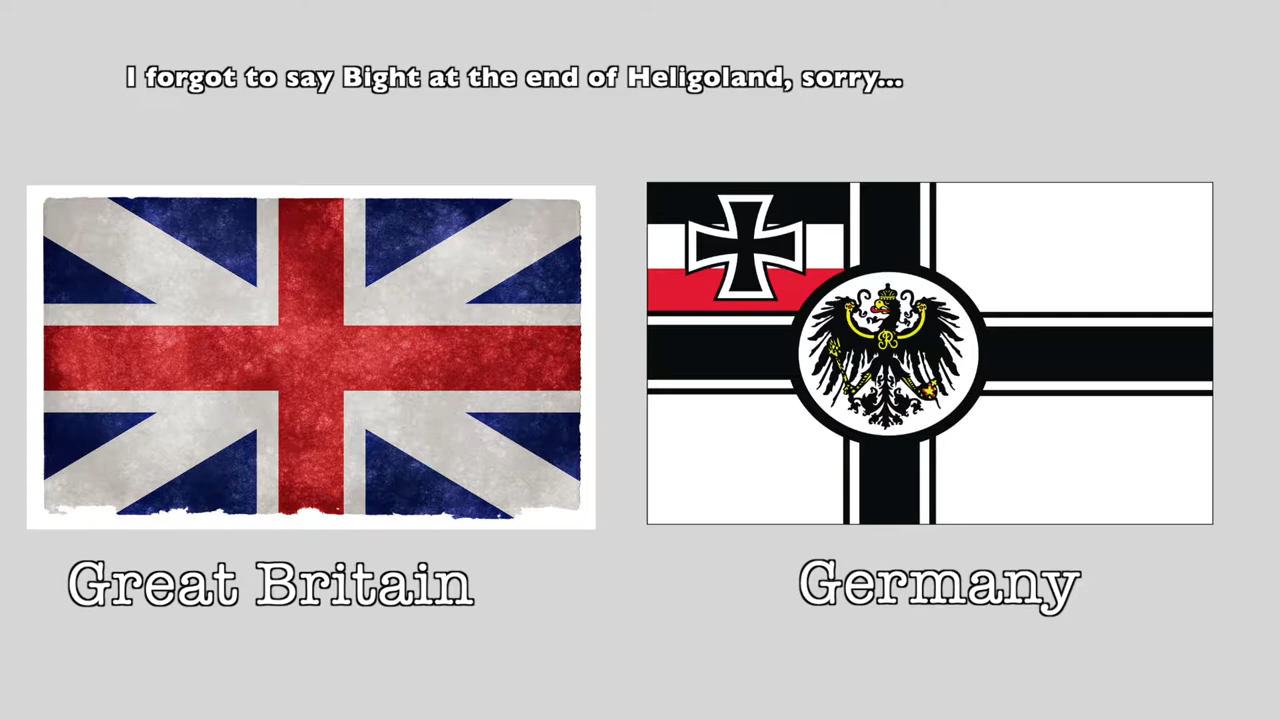 I forgot to say Bight at the end of Heligoland, sorry...
Great Britain
Germany